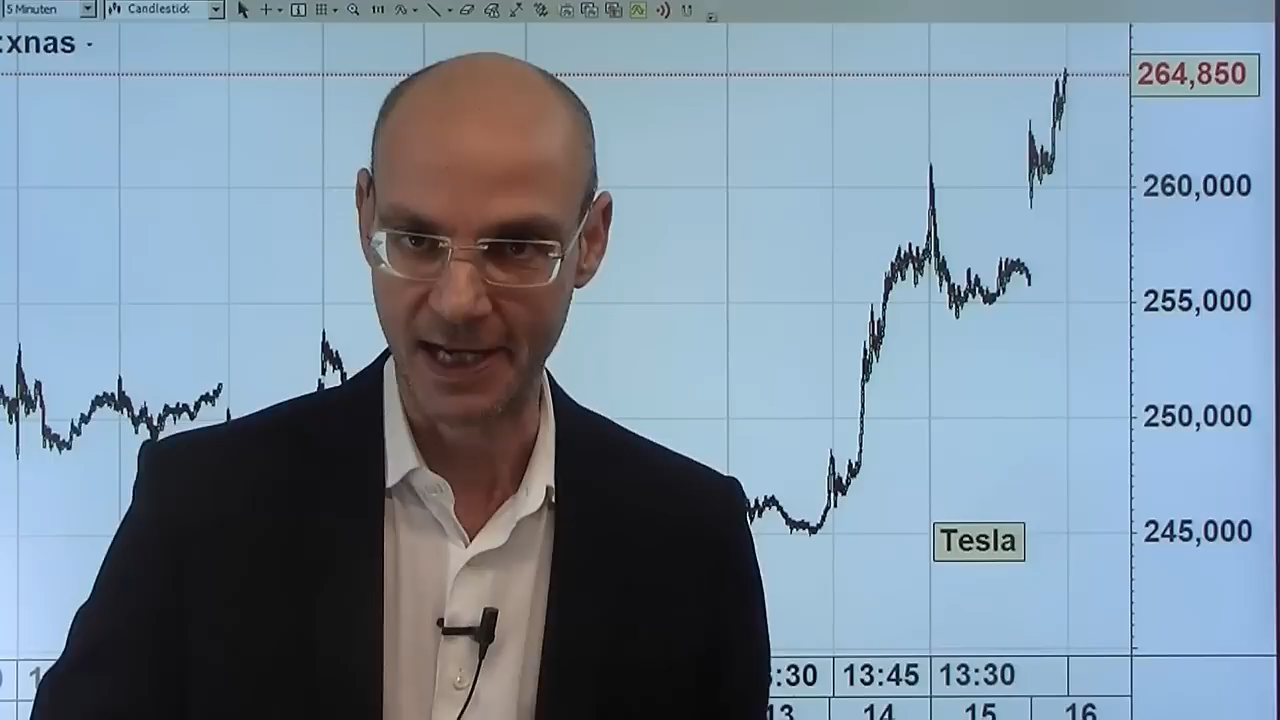 5 Minuten
Candlestick
:xnas
264,850
260,000
255,000
250,000
245,000
Tesla
:30 13:45 13:30
13 14 15 16